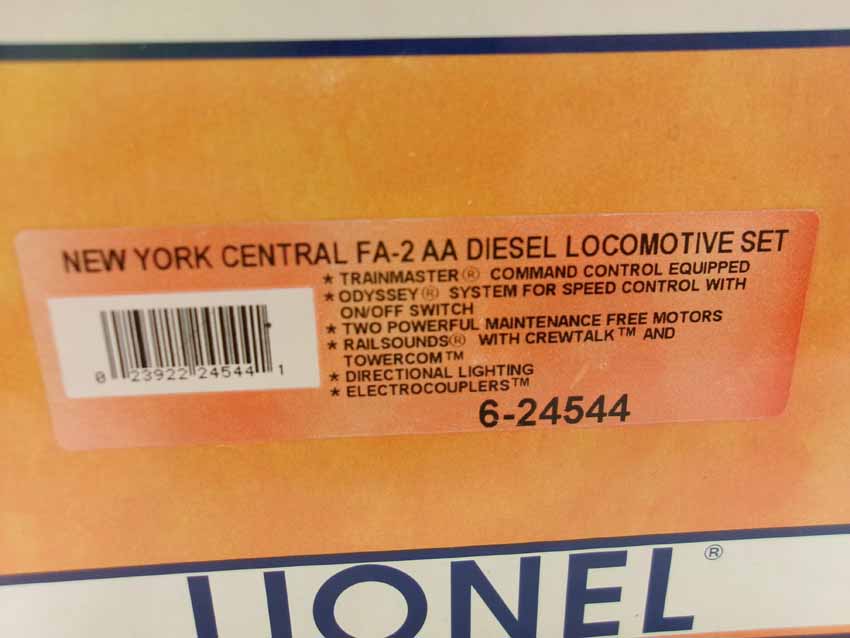 NEW YORK CENTRAL FA-2 AA DIESEL LOCOMOTIVE SET
* TRAINMASTER® COMMAND CONTROL EQUIPPED
* ODYSSEY® SYSTEM FOR SPEED CONTROL WITH
ON/OFF SWITCH
* TWO POWERFUL MAINTENANCE FREE MOTORS
* RAILSOUNDS® WITH CREWTALK™ AND
TOWERCOM™
* DIRECTIONAL LIGHTING
* ELECTROCOUPLERS™
0 23922 24544 1
6-24544
LIONEL®